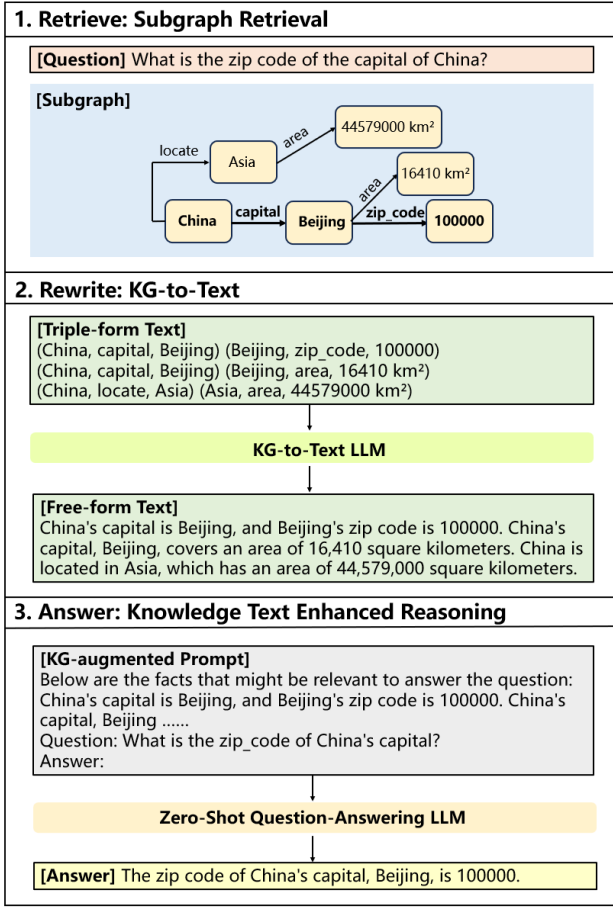 1. Retrieve: Subgraph Retrieval
[Question] What is the zip code of the capital of China?
[Subgraph]
44579000 km²
locate
area
Asia
16410 km²
area
China
capital
Beijing
zip_code
100000
2. Rewrite: KG-to-Text
[Triple-form Text]
(China, capital, Beijing) (Beijing, zip_code, 100000)
(China, capital, Beijing) (Beijing, area, 16410 km²)
(China, locate, Asia) (Asia, area, 44579000 km²)
KG-to-Text LLM
[Free-form Text]
China's capital is Beijing, and Beijing's zip code is 100000. China's
capital, Beijing, covers an area of 16,410 square kilometers. China is
located in Asia, which has an area of 44,579,000 square kilometers.
3. Answer: Knowledge Text Enhanced Reasoning
[KG-augmented Prompt]
Below are the facts that might be relevant to answer the question:
China's capital is Beijing, and Beijing's zip code is 100000. China's
capital, Beijing ......
Question: What is the zip_code of China's capital?
Answer:
Zero-Shot Question-Answering LLM
[Answer] The zip code of China's capital, Beijing, is 100000.